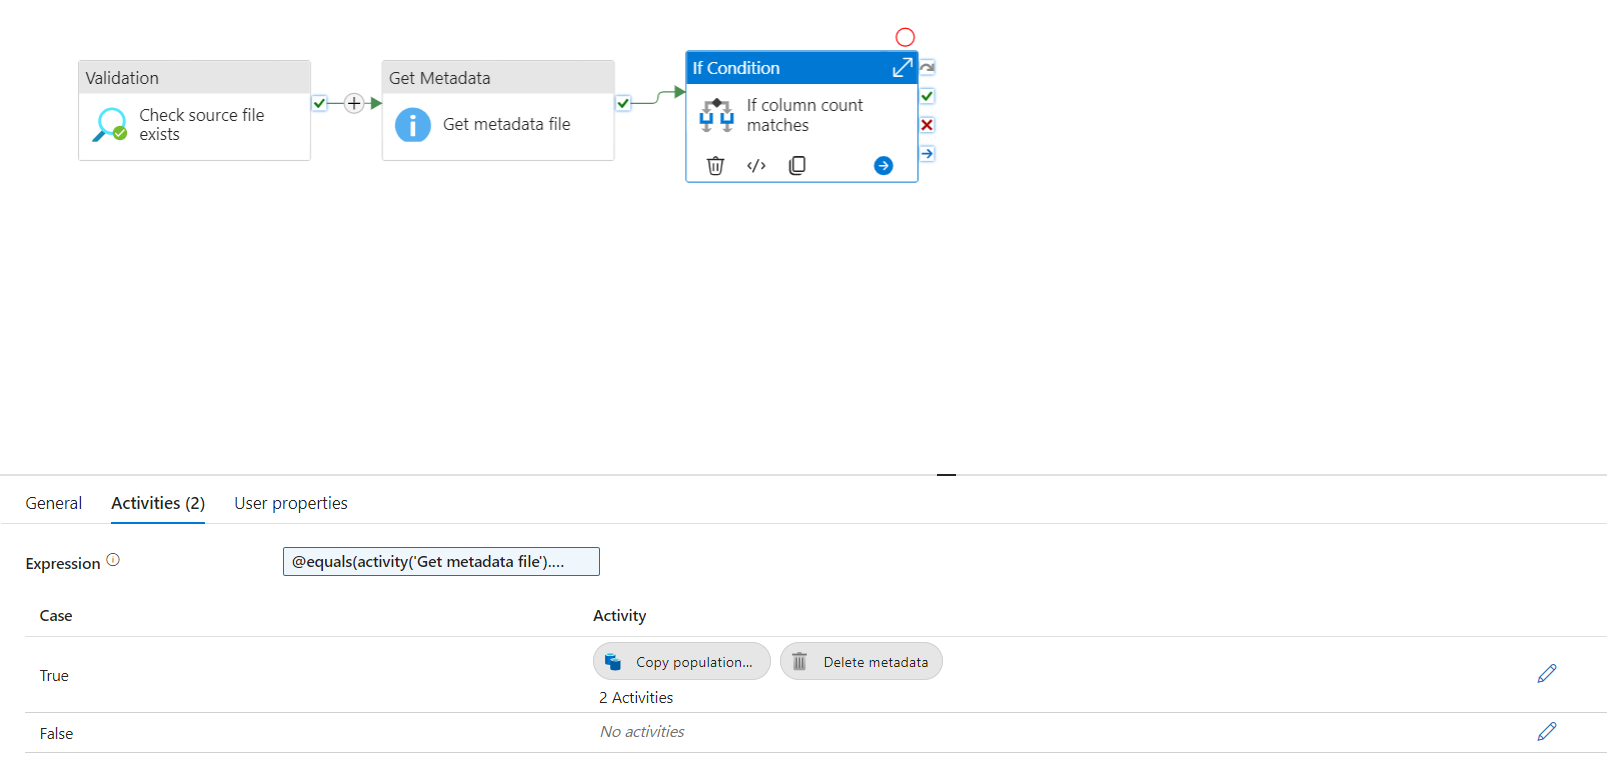 Validation
Check source file
exists
Get Metadata
Get metadata file
If Condition
If column count
matches
General
Activities (2)
User properties
Expression
@equals(activity('Get metadata file')....
Case
Activity
True
Copy population...
Delete metadata
2 Activities
False
No activities